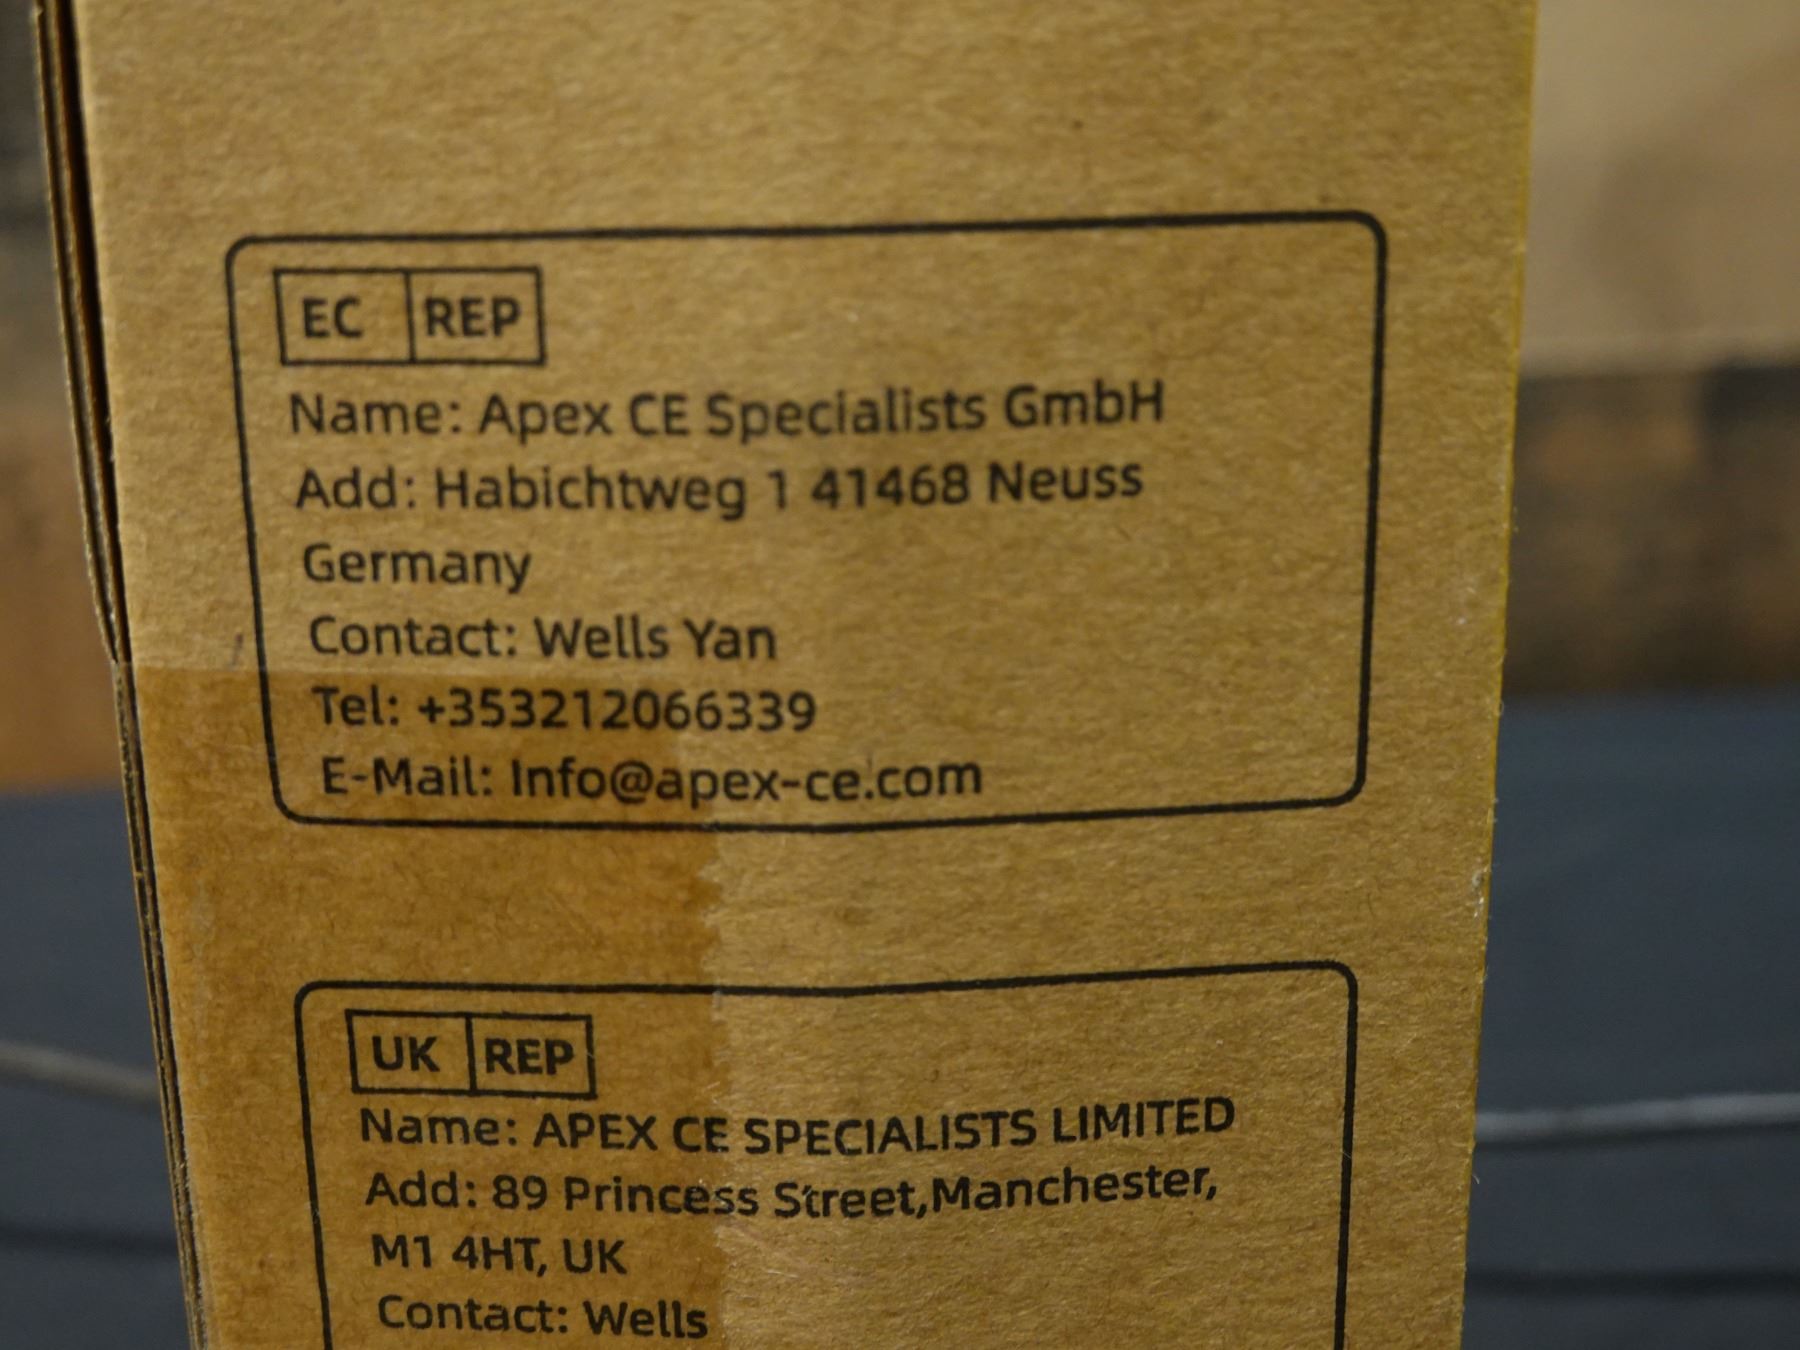 EC REP
Name: Apex CE Specialists GmbH
Add: Habichtweg 1 41468 Neuss
Germany
Contact: Wells Yan
Tel: +353212066339
E-Mail: Info@apex-ce.com
UK REP
Name: APEX CE SPECIALISTS LIMITED
Add: 89 Princess Street,Manchester,
M1 4HT, UK
Contact: Wells